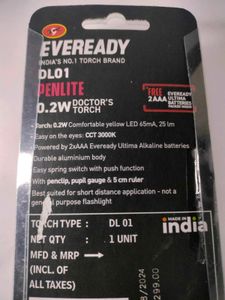 EVEREADY
INDIA'S NO.1 TORCH BRAND
DL01
PENLITE
0.2W DOCTOR'S TORCH
FREE 2AAA EVEREADY ULTIMA BATTERIES
• Torch: 0.2W Comfortable yellow LED 65mA, 25 lm
• Easy on the eyes: CCT 3000K
• Powered by 2xAAA Eveready Ultima Alkaline batteries
• Durable aluminium body
• Easy spring switch with push function
• With penclip, pupil gauge & 5 cm ruler
Best suited for short distance application - not a
general purpose flashlight
TORCH TYPE : DL 01
NET QTY : 1 UNIT
MFD & MRP
(INCL. OF
ALL TAXES)
MADE IN
india
8/2024
299.00